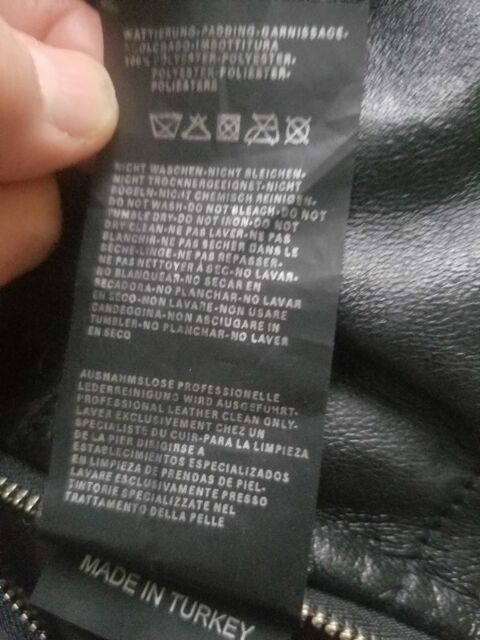 WATTIERUNG-PADDING-GARNISSAGE-
ACOLCHADO-IMBOTTITURA
100% POLYESTER-POLYESTER-
POLYESTER-POLIESTER-
POLIESTERE
NICHT WASCHEN-NICHT BLEICHEN-
NICHT TROCKNERGEEIGNET-NICHT
BÜGELN-NICHT CHEMISCH REINIGEN-
DO NOT WASH-DO NOT BLEACH-DO NOT
TUMBLE DRY-DO NOT IRON-DO NOT
DRY CLEAN-NE PAS LAVER-NE PAS
BLANCHIR-NE PAS SECHER DANS LE
SÈCHE-LINGE-NE PAS REPASSER-
NE PAS NETTOYER À SEC-NO LAVAR-
NO BLANQUEAR-NO SECAR EN
SECADORA-NO PLANCHAR-NO LAVAR
EN SECO-NON LAVARE-NON USARE
CANDEGGINA-NON ASCIUGARE IN
TUMBLER-NO PLANCHAR-NO LAVER
EN SECO
AUSNAHMSLOSE PROFESSIONELLE
LEDERREINIGUNG WIRD AUSGEFÜHRT-
PROFESSIONAL LEATHER CLEAN ONLY-
LAVER EXCLUSIVEMENT CHEZ UN
SPECIALISTE DU CUIR-PARA LA LIMPIEZA
DE LA PIER DIRIGIRSE A
ESTABLECIMIENTOS ESPECIALIZADOS
EN LIMPIEZA DE PRENDAS DE PIEL-
LAVARE ESCLUSIVAMENTE PRESSO
TINTORIE SPECIALIZZATE NEL
TRATTAMENTO DELLA PELLE
MADE IN TURKEY